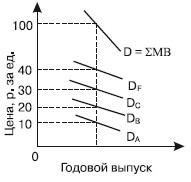 Цена, р. за ед.
100
40
30
20
10
0
D = ΣMB
D_F
D_C
D_B
D_A
Годовой выпуск